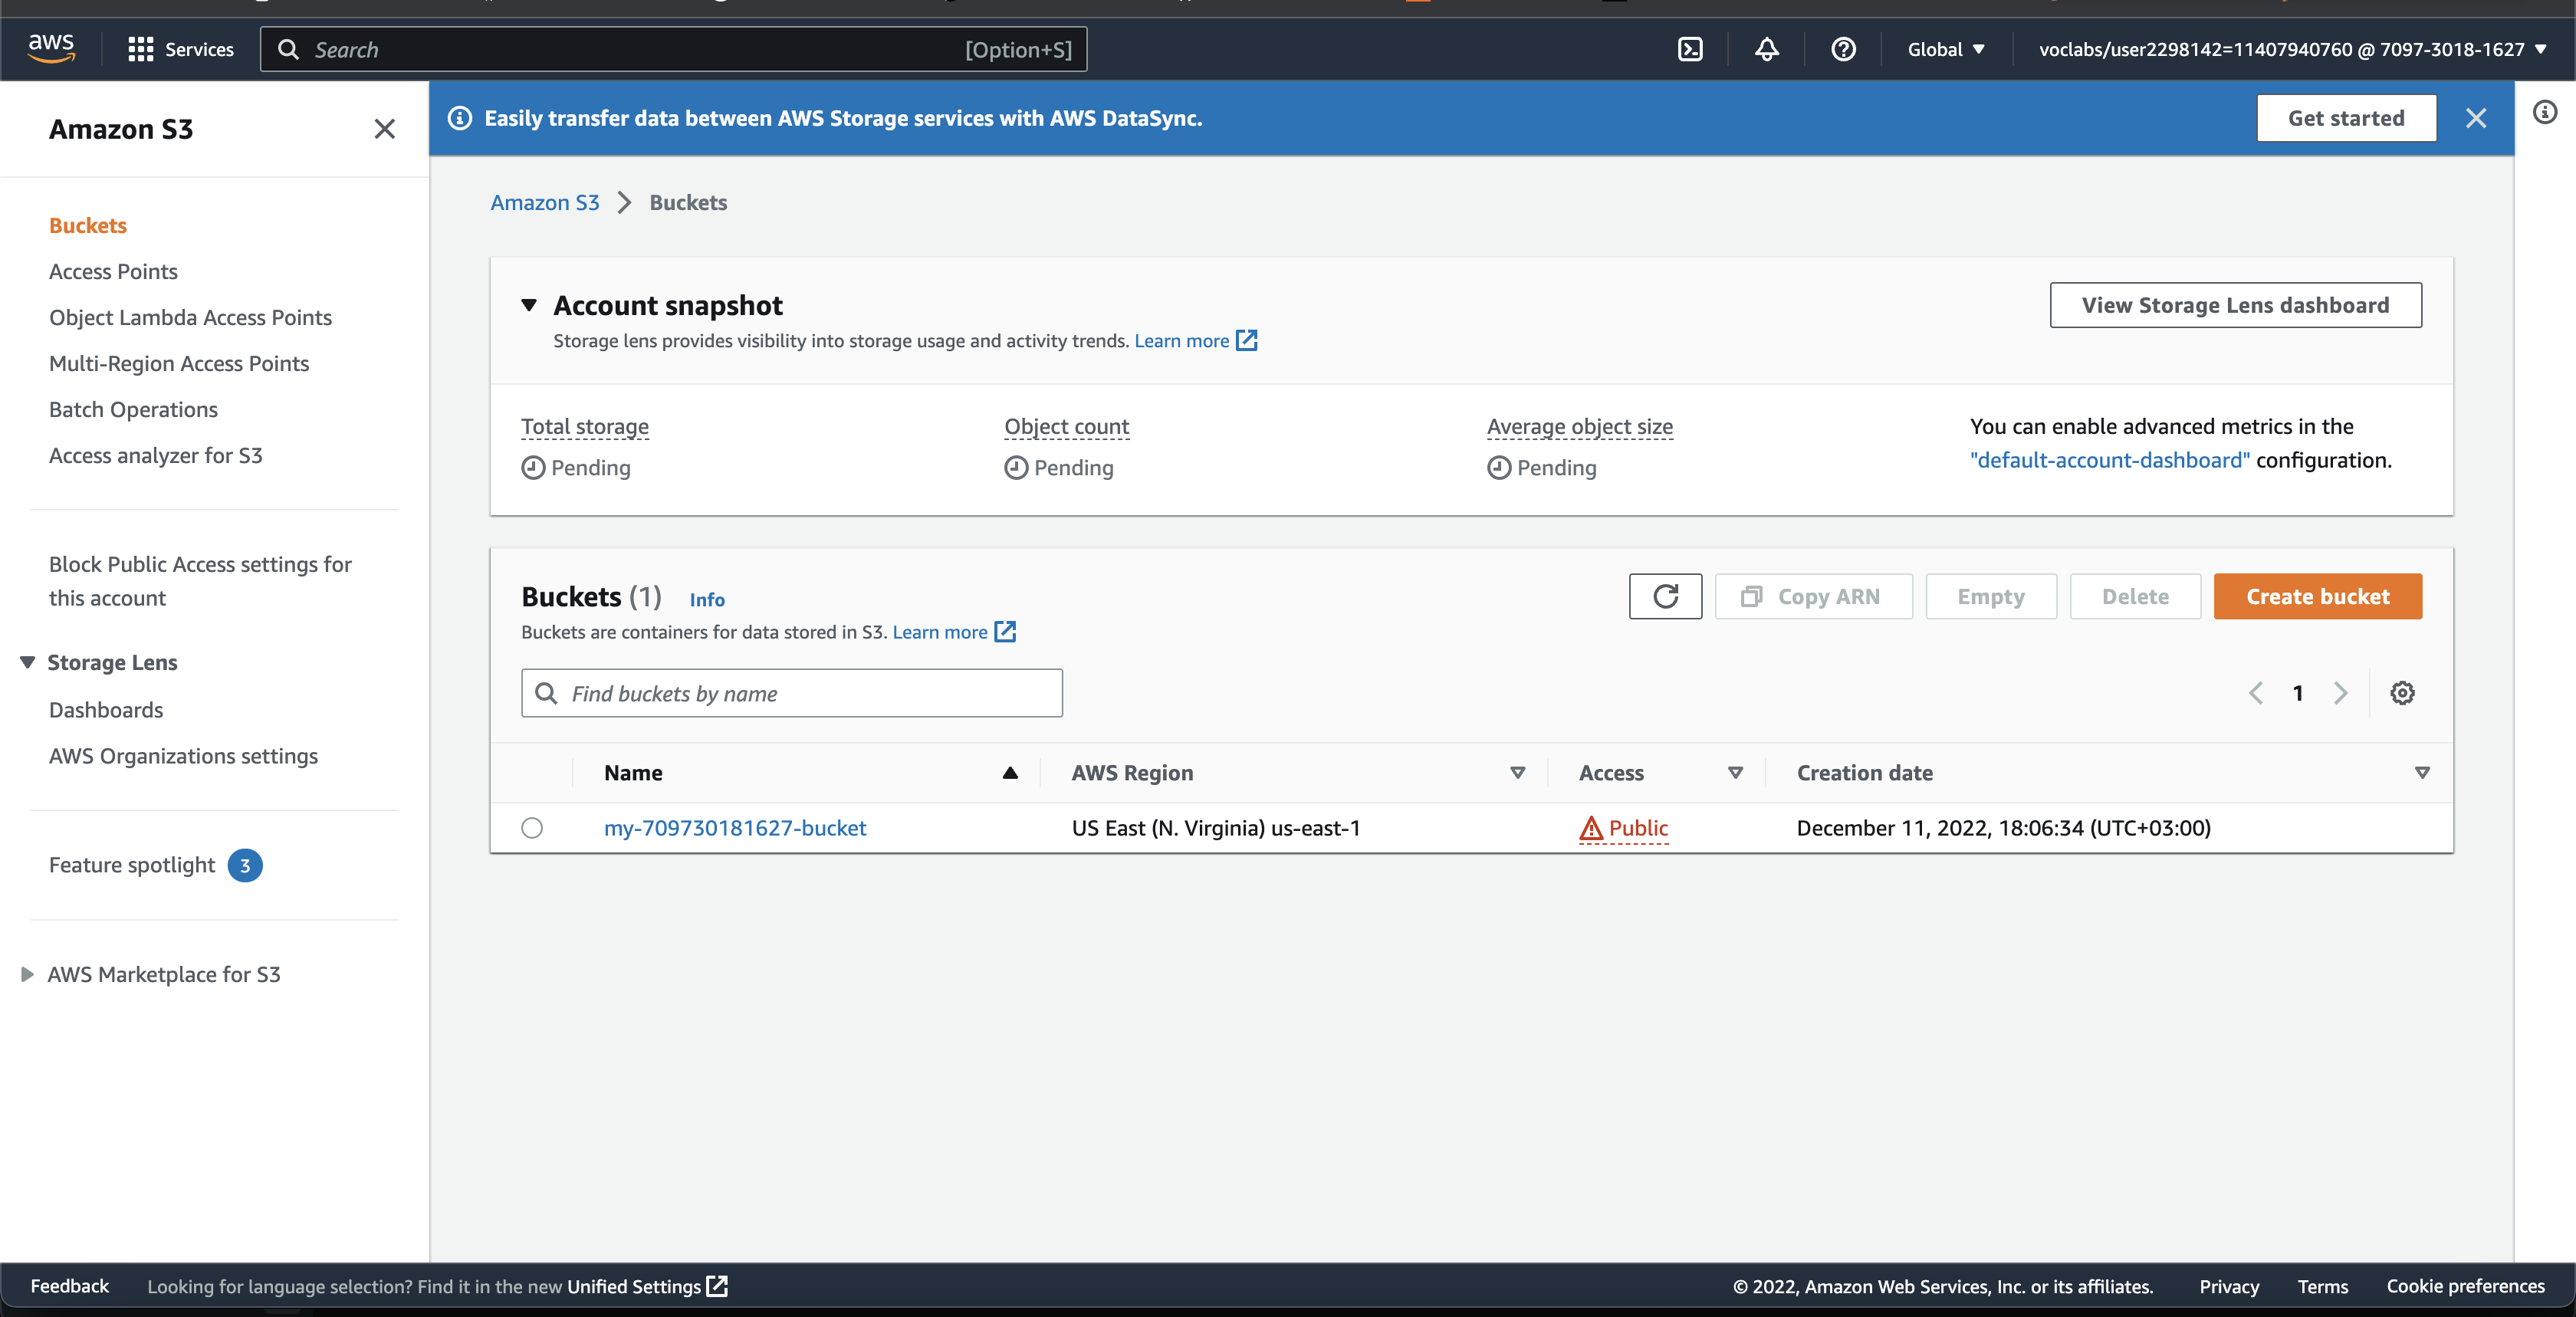 aws
Services
Search
[Option+S]
Global
voclabs/user2298142=11407940760 @ 7097-3018-1627
Amazon S3
Buckets
Access Points
Object Lambda Access Points
Multi-Region Access Points
Batch Operations
Access analyzer for S3
Block Public Access settings for
this account
Storage Lens
Dashboards
AWS Organizations settings
Feature spotlight 3
AWS Marketplace for S3
Easily transfer data between AWS Storage services with AWS DataSync.
Get started
Amazon S3 > Buckets
Account snapshot
Storage lens provides visibility into storage usage and activity trends. Learn more
View Storage Lens dashboard
Total storage
Pending
Object count
Pending
Average object size
Pending
You can enable advanced metrics in the
"default-account-dashboard" configuration.
Buckets (1) Info
Buckets are containers for data stored in S3. Learn more
Copy ARN
Empty
Delete
Create bucket
Find buckets by name
1
Name AWS Region Access Creation date
my-709730181627-bucket US East (N. Virginia) us-east-1 Public December 11, 2022, 18:06:34 (UTC+03:00)
Feedback
Looking for language selection? Find it in the new Unified Settings
© 2022, Amazon Web Services, Inc. or its affiliates.
Privacy
Terms
Cookie preferences